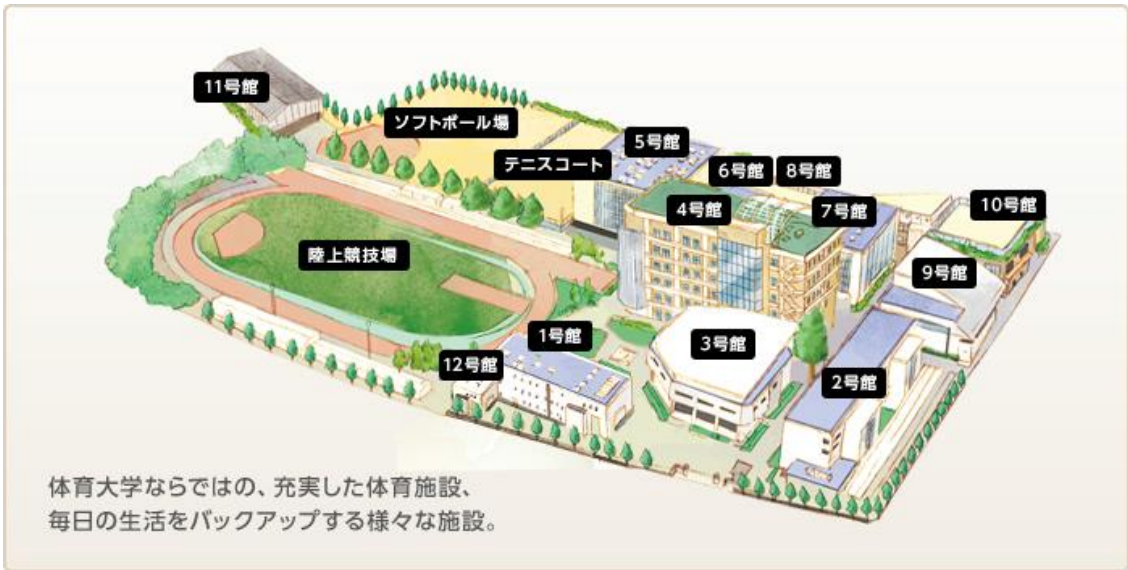 11号館
ソフトボール場
5号館
テニスコート
6号館
8号館
4号館
7号館
10号館
陸上競技場
9号館
1号館
3号館
12号館
2号館
体育大学ならではの、充実した体育施設、
毎日の生活をバックアップする様々な施設。